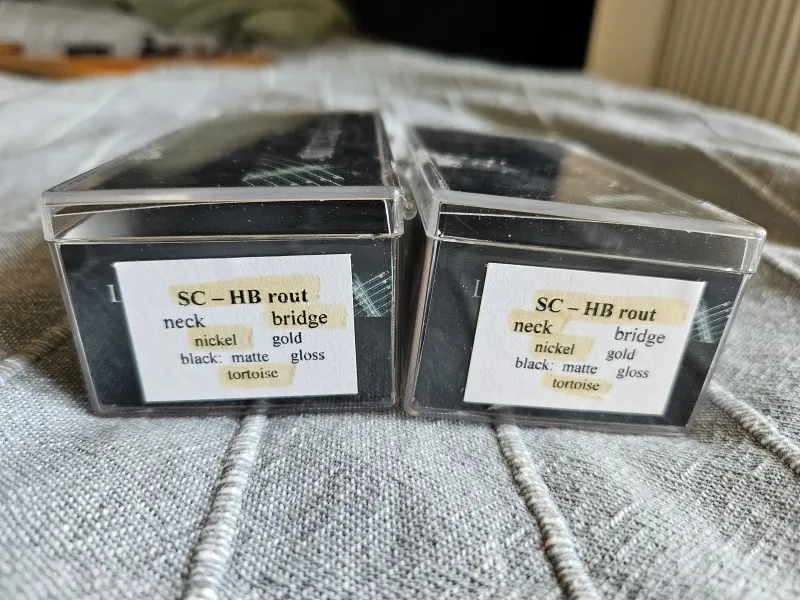 SC – HB rout
neck bridge
nickel gold
black: matte gloss
tortoise
SC – HB rout
neck bridge
nickel gold
black: matte gloss
tortoise